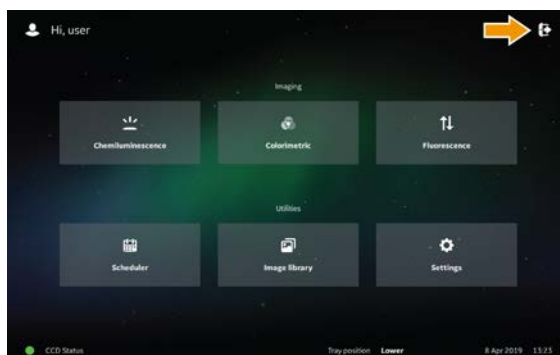 Hi, user
Imaging
Chemiluminescence Colorimetric Fluorescence
Utilities
Scheduler Image library Settings
CCD Status Tray position Lower 8 Apr 2019 13:23